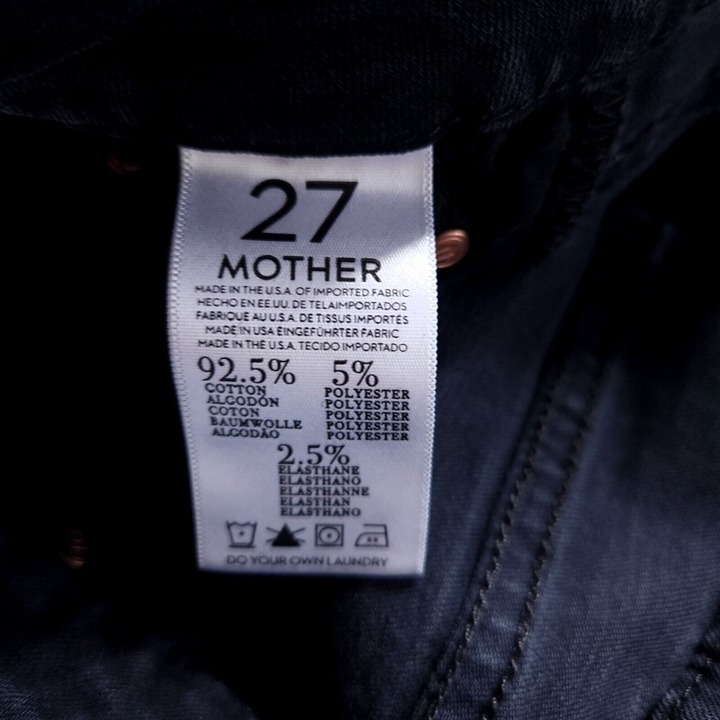 27
MOTHER
MADE IN THE U.S.A. OF IMPORTED FABRIC
HECHO EN EE.UU. DE TELAIMPORTADOS
FABRIQUÉ AU U.S.A. DE TISSUS IMPORTÉS
MADE IN USA EINGEFÜHRTER FABRIC
MADE IN THE U.S.A. TECIDO IMPORTADO
92.5% 5%
COTTON POLYESTER
ALGODÓN POLYESTER
COTON POLYESTER
BAUMWOLLE POLYESTER
ALGODÃO POLYESTER
2.5%
ELASTHANE
ELASTHANO
ELASTHANNE
ELASTHAN
ELASTHANO
DO YOUR OWN LAUNDRY